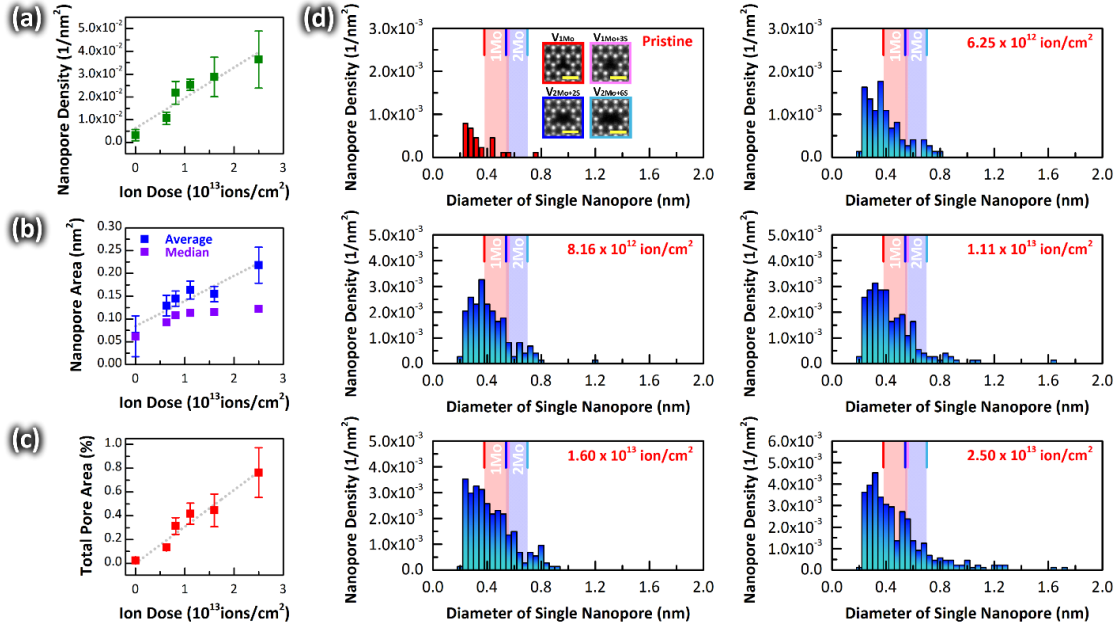 (a)
Nanopore Density (1/nm²)
5.0x10⁻²
4.0x10⁻²
3.0x10⁻²
2.0x10⁻²
1.0x10⁻²
0.0
0 1 2 3
Ion Dose (10¹³ions/cm²)
(b)
Nanopore Area (nm²)
0.30
0.25
0.20
0.15
0.10
0.05
0.00
Average
Median
0 1 2 3
Ion Dose (10¹³ions/cm²)
(c)
Total Pore Area (%)
1.0
0.8
0.6
0.4
0.2
0.0
0 1 2 3
Ion Dose (10¹³ions/cm²)
(d)
Nanopore Density (1/nm²)
3.0x10⁻³
2.0x10⁻³
1.0x10⁻³
0.0
1Mo 2Mo
V1Mo V1Mo+3S
V2Mo+2S V2Mo+6S
Pristine
0.0 0.4 0.8 1.2 1.6 2.0
Diameter of Single Nanopore (nm)
Nanopore Density (1/nm²)
3.0x10⁻³
2.0x10⁻³
1.0x10⁻³
0.0
1Mo 2Mo
6.25 x 10¹² ion/cm²
0.0 0.4 0.8 1.2 1.6 2.0
Diameter of Single Nanopore (nm)
Nanopore Density (1/nm²)
5.0x10⁻³
4.0x10⁻³
3.0x10⁻³
2.0x10⁻³
1.0x10⁻³
0.0
1Mo 2Mo
8.16 x 10¹² ion/cm²
0.0 0.4 0.8 1.2 1.6 2.0
Diameter of Single Nanopore (nm)
Nanopore Density (1/nm²)
5.0x10⁻³
4.0x10⁻³
3.0x10⁻³
2.0x10⁻³
1.0x10⁻³
0.0
1Mo 2Mo
1.11 x 10¹³ ion/cm²
0.0 0.4 0.8 1.2 1.6 2.0
Diameter of Single Nanopore (nm)
Nanopore Density (1/nm²)
5.0x10⁻³
4.0x10⁻³
3.0x10⁻³
2.0x10⁻³
1.0x10⁻³
0.0
1Mo 2Mo
1.60 x 10¹³ ion/cm²
0.0 0.4 0.8 1.2 1.6 2.0
Diameter of Single Nanopore (nm)
Nanopore Density (1/nm²)
6.0x10⁻³
5.0x10⁻³
4.0x10⁻³
3.0x10⁻³
2.0x10⁻³
1.0x10⁻³
0.0
1Mo 2Mo
2.50 x 10¹³ ion/cm²
0.0 0.4 0.8 1.2 1.6 2.0
Diameter of Single Nanopore (nm)